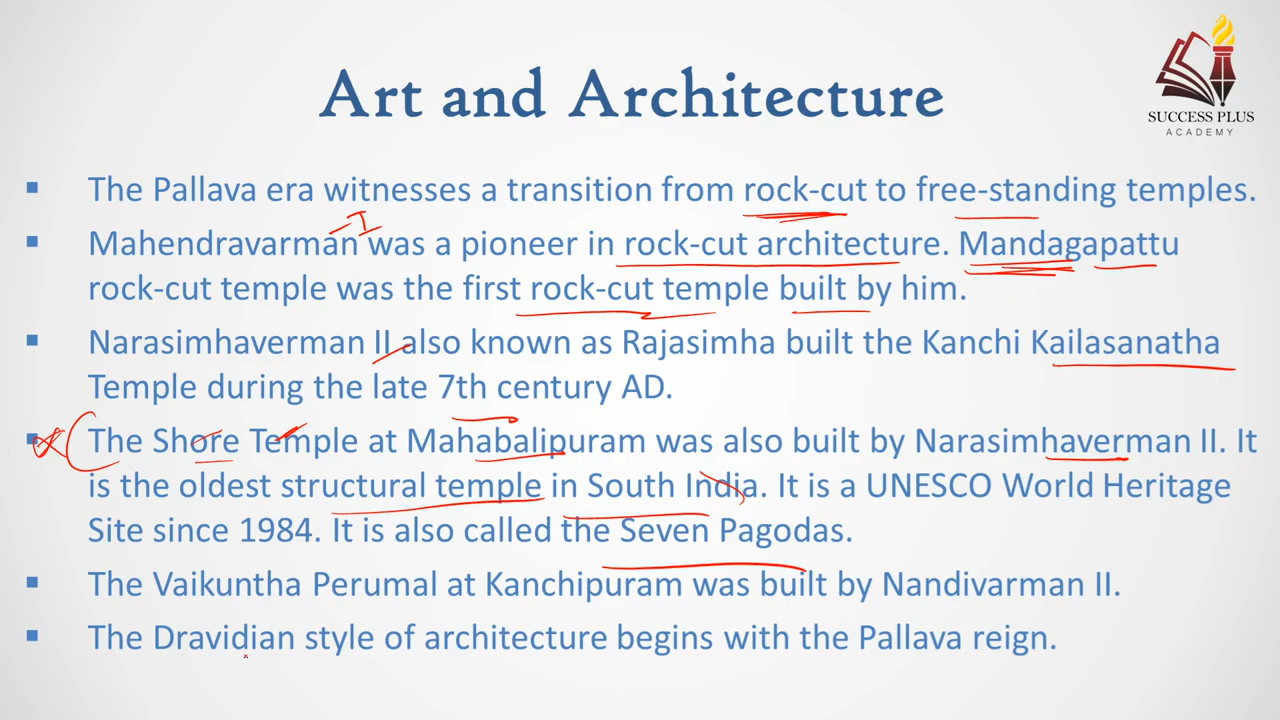 Art and Architecture
SUCCESS PLUS
ACADEMY
▪ The Pallava era witnesses a transition from rock-cut to free-standing temples.
-I
▪ Mahendravarman was a pioneer in rock-cut architecture. Mandagapattu
rock-cut temple was the first rock-cut temple built by him.
▪ Narasimhaverman II also known as Rajasimha built the Kanchi Kailasanatha
Temple during the late 7th century AD.
▪ The Shore Temple at Mahabalipuram was also built by Narasimhaverman II. It
is the oldest structural temple in South India. It is a UNESCO World Heritage
Site since 1984. It is also called the Seven Pagodas.
▪ The Vaikuntha Perumal at Kanchipuram was built by Nandivarman II.
▪ The Dravidian style of architecture begins with the Pallava reign.